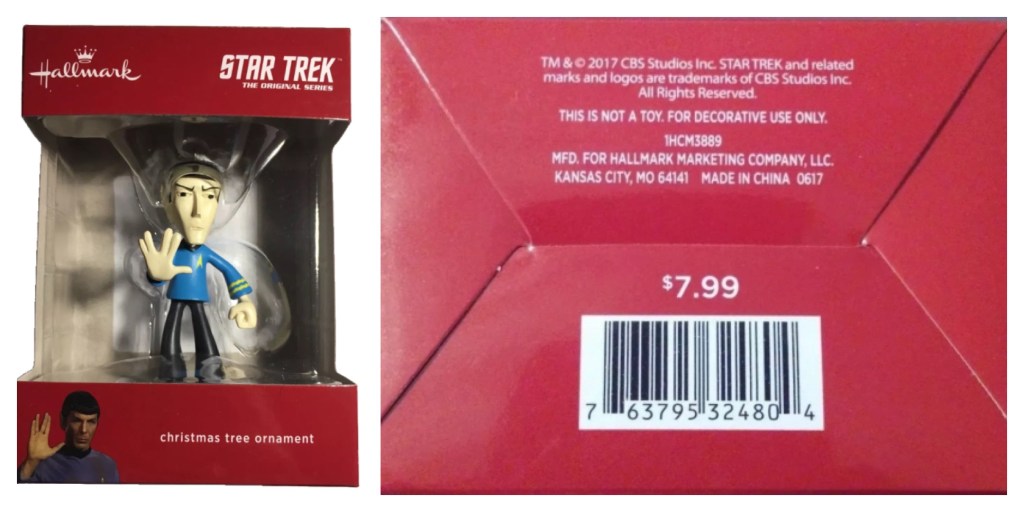 Hallmark
STAR TREK™
THE ORIGINAL SERIES
christmas tree ornament
TM & © 2017 CBS Studios Inc. STAR TREK and related
marks and logos are trademarks of CBS Studios Inc.
All Rights Reserved.
THIS IS NOT A TOY. FOR DECORATIVE USE ONLY.
1HCM3889
MFD. FOR HALLMARK MARKETING COMPANY, LLC.
KANSAS CITY, MO 64141 MADE IN CHINA 0617
$7.99
7 63795 32480 4